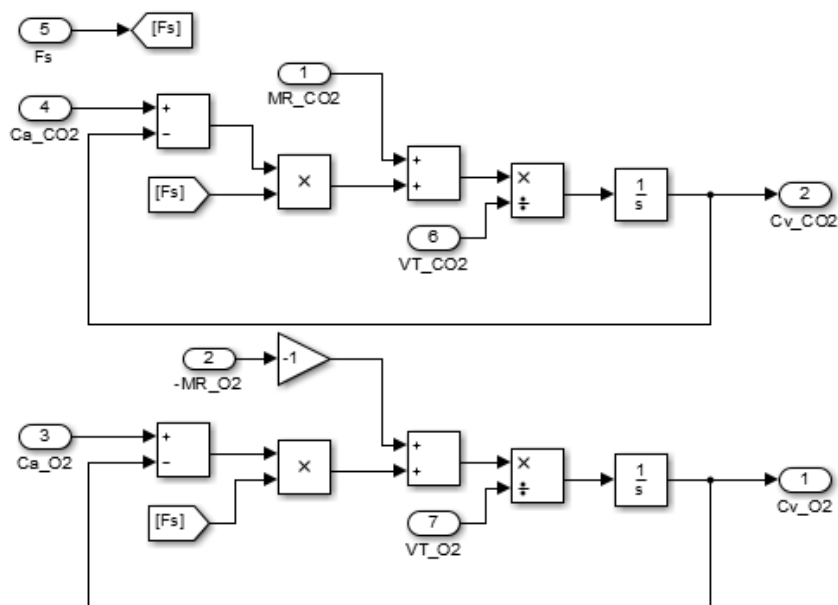 5
[Fs]
Fs
1
MR_CO2
4
Ca_CO2
+
−
[Fs]
×
+
+
×
÷
1
s
2
Cv_CO2
6
VT_CO2
2
-MR_O2
-1
3
Ca_O2
+
−
[Fs]
×
+
+
×
÷
1
s
1
Cv_O2
7
VT_O2